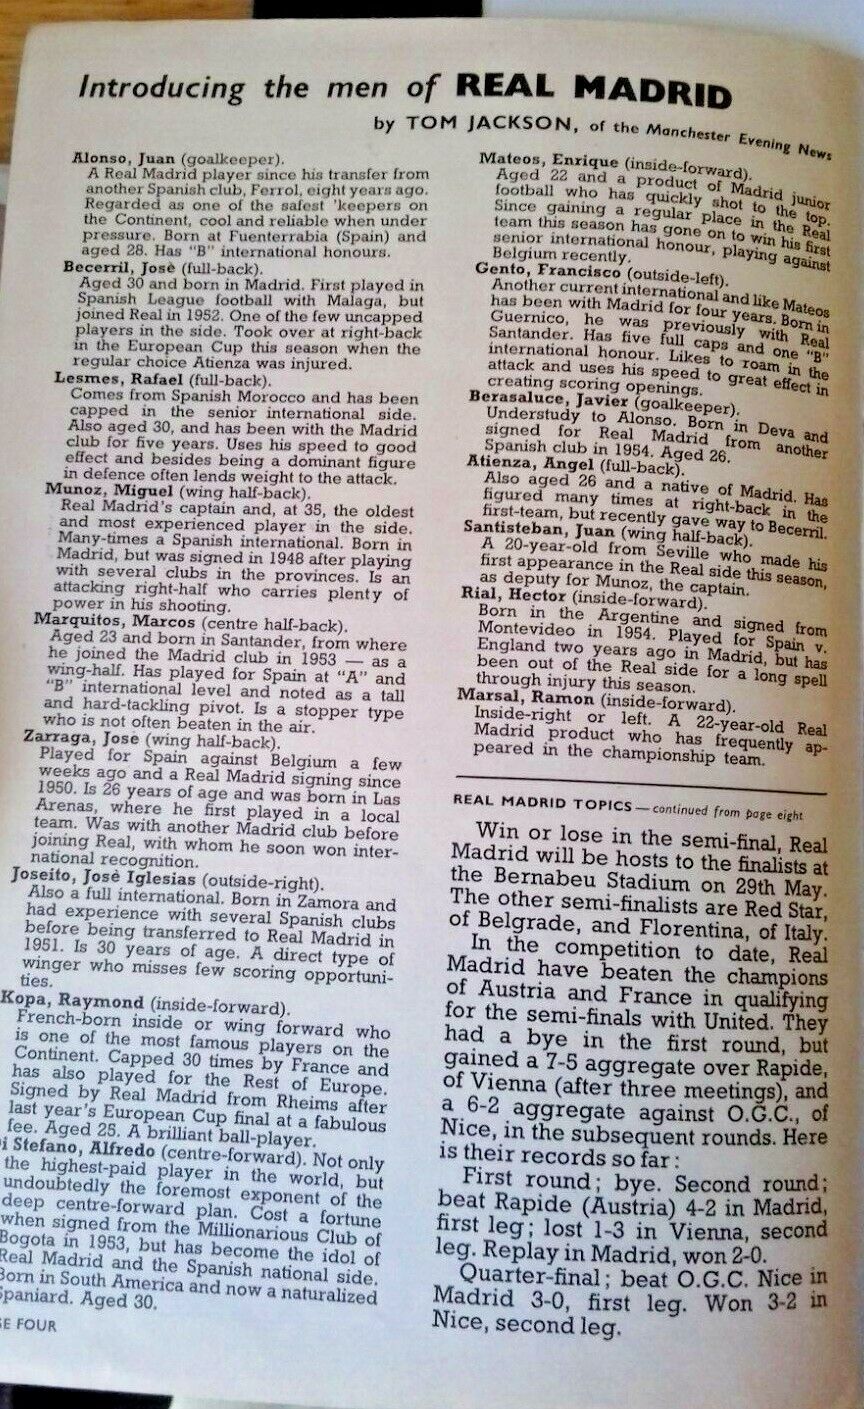 Introducing the men of REAL MADRID
by TOM JACKSON, of the Manchester Evening News
Alonso, Juan (goalkeeper).
A Real Madrid player since his transfer from
another Spanish club, Ferrol, eight years ago.
Regarded as one of the safest 'keepers on
the Continent, cool and reliable when under
pressure. Born at Fuenterrabia (Spain) and
aged 28. Has "B" international honours.
Becerril, Josè (full-back).
Aged 30 and born in Madrid. First played in
Spanish League football with Malaga, but
joined Real in 1952. One of the few uncapped
players in the side. Took over at right-back
in the European Cup this season when the
regular choice Atienza was injured.
Lesmes, Rafael (full-back).
Comes from Spanish Morocco and has been
capped in the senior international side.
Also aged 30, and has been with the Madrid
club for five years. Uses his speed to good
effect and besides being a dominant figure
in defence often lends weight to the attack.
Munoz, Miguel (wing half-back).
Real Madrid's captain and, at 35, the oldest
and most experienced player in the side.
Many-times a Spanish international. Born in
Madrid, but was signed in 1948 after playing
with several clubs in the provinces. Is an
attacking right-half who carries plenty of
power in his shooting.
Marquitos, Marcos (centre half-back).
Aged 23 and born in Santander, from where
he joined the Madrid club in 1953 — as a
wing-half. Has played for Spain at "A" and
"B" international level and noted as a tall
and hard-tackling pivot. Is a stopper type
who is not often beaten in the air.
Zarraga, Josè (wing half-back).
Played for Spain against Belgium a few
weeks ago and a Real Madrid signing since
1950. Is 26 years of age and was born in Las
Arenas, where he first played in a local
team. Was with another Madrid club before
joining Real, with whom he soon won inter-
national recognition.
Joseito, Josè Iglesias (outside-right).
Also a full international. Born in Zamora and
had experience with several Spanish clubs
before being transferred to Real Madrid in
1951. Is 30 years of age. A direct type of
winger who misses few scoring opportuni-
ties.
Kopa, Raymond (inside-forward).
French-born inside or wing forward who
is one of the most famous players on the
Continent. Capped 30 times by France and
has also played for the Rest of Europe.
Signed by Real Madrid from Rheims after
last year's European Cup final at a fabulous
fee. Aged 25. A brilliant ball-player.
i Stefano, Alfredo (centre-forward). Not only
the highest-paid player in the world, but
undoubtedly the foremost exponent of the
deep centre-forward plan. Cost a fortune
when signed from the Millionarious Club of
Bogota in 1953, but has become the idol of
Real Madrid and the Spanish national side.
Born in South America and now a naturalized
Spaniard. Aged 30.
GE FOUR
Mateos, Enrique (inside-forward).
Aged 22 and a product of Madrid junior
football who has quickly shot to the top.
Since gaining a regular place in the Real
team this season has gone on to win his first
senior international honour, playing against
Belgium recently.
Gento, Francisco (outside-left).
Another current international and like Mateos
has been with Madrid for four years. Born in
Guernico, he was previously with Real
Santander. Has five full caps and one "B"
international honour. Likes to roam in the
attack and uses his speed to great effect in
creating scoring openings.
Berasaluce, Javier (goalkeeper).
Understudy to Alonso. Born in Deva and
signed for Real Madrid from another
Spanish club in 1954. Aged 26.
Atienza, Angel (full-back).
Also aged 26 and a native of Madrid. Has
figured many times at right-back in the
first-team, but recently gave way to Becerril.
Santisteban, Juan (wing half-back).
A 20-year-old from Seville who made his
first appearance in the Real side this season,
as deputy for Munoz, the captain.
Rial, Hector (inside-forward).
Born in the Argentine and signed from
Montevideo in 1954. Played for Spain v.
England two years ago in Madrid, but has
been out of the Real side for a long spell
through injury this season.
Marsal, Ramon (inside-forward).
Inside-right or left. A 22-year-old Real
Madrid product who has frequently ap-
peared in the championship team.
REAL MADRID TOPICS—continued from page eight
Win or lose in the semi-final, Real
Madrid will be hosts to the finalists at
the Bernabeu Stadium on 29th May.
The other semi-finalists are Red Star,
of Belgrade, and Florentina, of Italy.
In the competition to date, Real
Madrid have beaten the champions
of Austria and France in qualifying
for the semi-finals with United. They
had a bye in the first round, but
gained a 7-5 aggregate over Rapide,
of Vienna (after three meetings), and
a 6-2 aggregate against O.G.C., of
Nice, in the subsequent rounds. Here
is their records so far:
First round; bye. Second round;
beat Rapide (Austria) 4-2 in Madrid,
first leg; lost 1-3 in Vienna, second
leg. Replay in Madrid, won 2-0.
Quarter-final; beat O.G.C. Nice in
Madrid 3-0, first leg. Won 3-2 in
Nice, second leg.